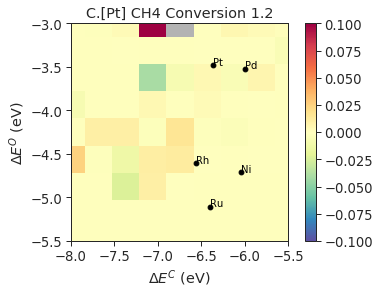 C.[Pt] CH4 Conversion 1.2
−3.0
−3.5
−4.0
−4.5
−5.0
−5.5
ΔE^O (eV)
Pt
Pd
Rh
Ni
Ru
−8.0 −7.5 −7.0 −6.5 −6.0 −5.5
ΔE^C (eV)
0.100
0.075
0.050
0.025
0.000
−0.025
−0.050
−0.075
−0.100